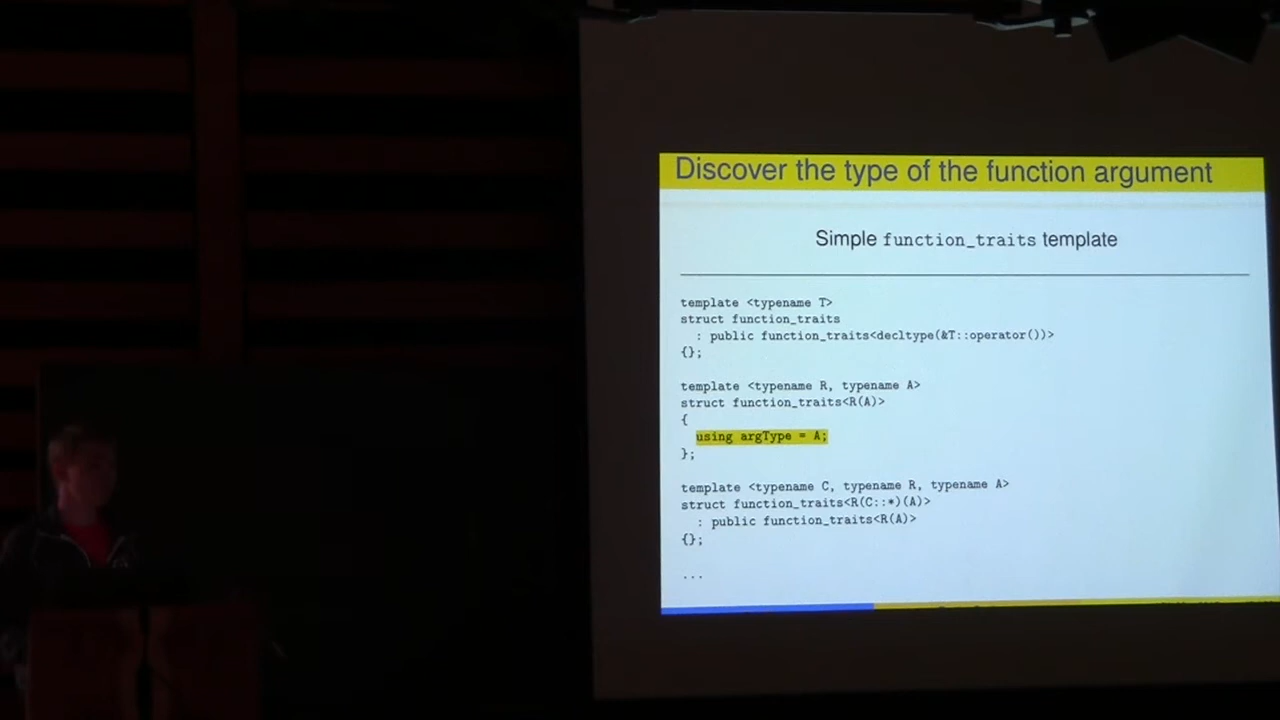 Discover the type of the function argument
Simple function_traits template
template <typename T>
struct function_traits
: public function_traits<decltype(&T::operator())>
{};
template <typename R, typename A>
struct function_traits<R(A)>
{
using argType = A;
};
template <typename C, typename R, typename A>
struct function_traits<R(C::*)(A)>
: public function_traits<R(A)>
{};
...